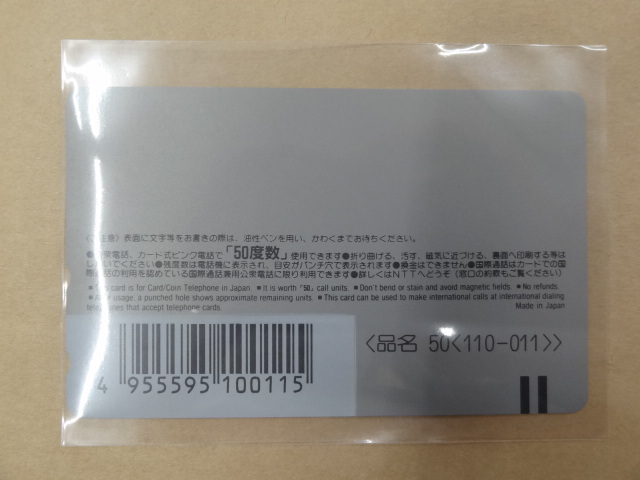 注意〉表面に文字等をお書きの際は、油性ペンを用い、かわくまでお待ちください。
電話、カード式ピンク電話で「50度数」使用できます●折り曲げる、汚す、磁気に近づける、裏面へ印刷する等は
いでください●残度数は電話機に表示され、目安がパンチ穴で表示されます●換金はできません●国際通話はカードでの国
通話の利用を認めている国際通話兼用公衆電話に限り利用できます●詳しくはNTTへどうぞ（窓口の約款もご覧ください）
card is for Card/Coin Telephone in Japan. ●It is worth "50" call units. ●Don't bend or stain and avoid magnetic fields. ●No refunds.
usage, a punched hole shows approximate remaining units. ●This card can be used to make international calls at international dialing
telephones that accept telephone cards. Made in Japan
〈品名 50〈110-011〉〉
4 955595 100115